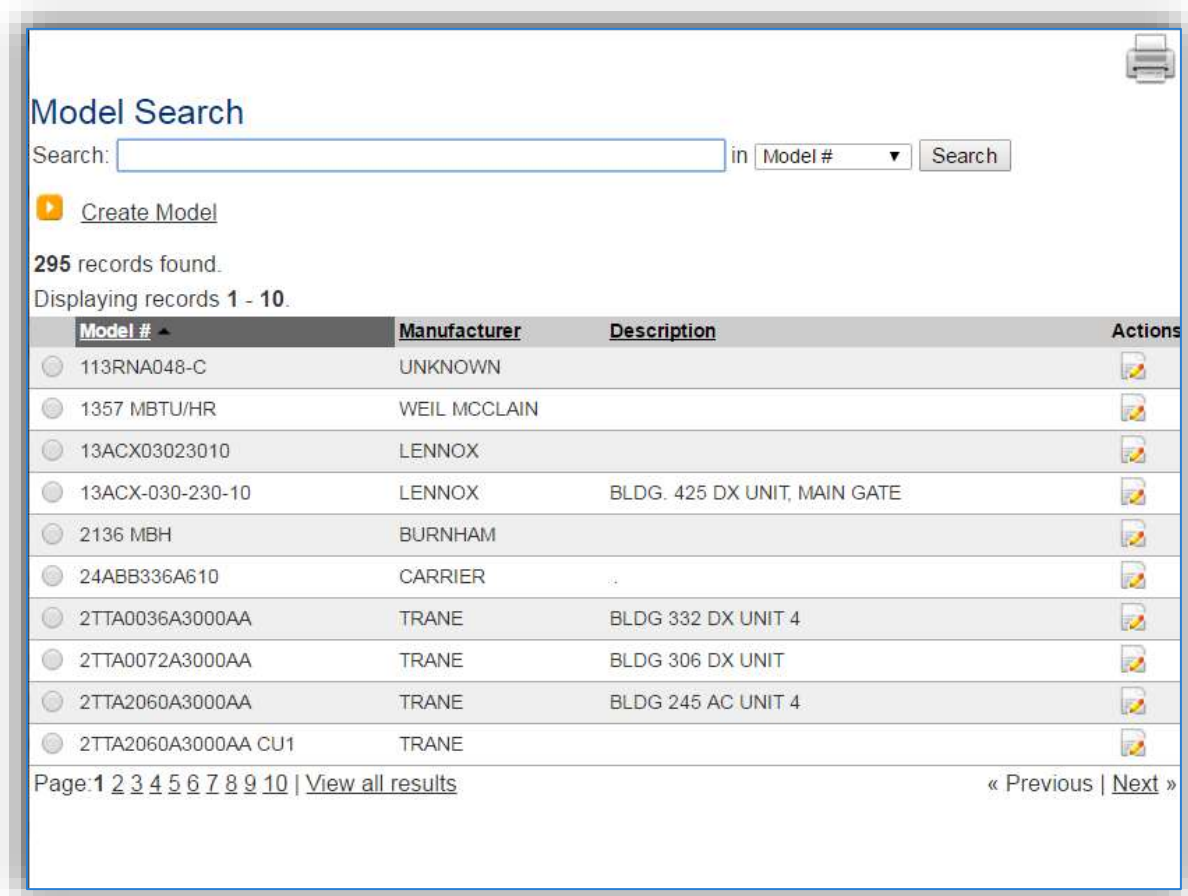 Model Search
Search: in Model # ▼ Search
Create Model
295 records found.
Displaying records 1 - 10.
Model # ▲ Manufacturer Description Actions
113RNA048-C UNKNOWN
1357 MBTU/HR WEIL MCCLAIN
13ACX03023010 LENNOX
13ACX-030-230-10 LENNOX BLDG. 425 DX UNIT, MAIN GATE
2136 MBH BURNHAM
24ABB336A610 CARRIER .
2TTA0036A3000AA TRANE BLDG 332 DX UNIT 4
2TTA0072A3000AA TRANE BLDG 306 DX UNIT
2TTA2060A3000AA TRANE BLDG 245 AC UNIT 4
2TTA2060A3000AA CU1 TRANE
Page:1 2 3 4 5 6 7 8 9 10 | View all results « Previous | Next »